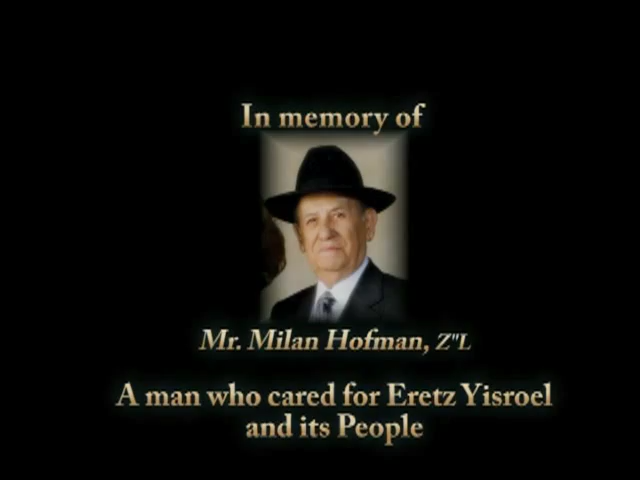 In memory of
Mr. Milan Hofman, Z"L
A man who cared for Eretz Yisroel
and its People